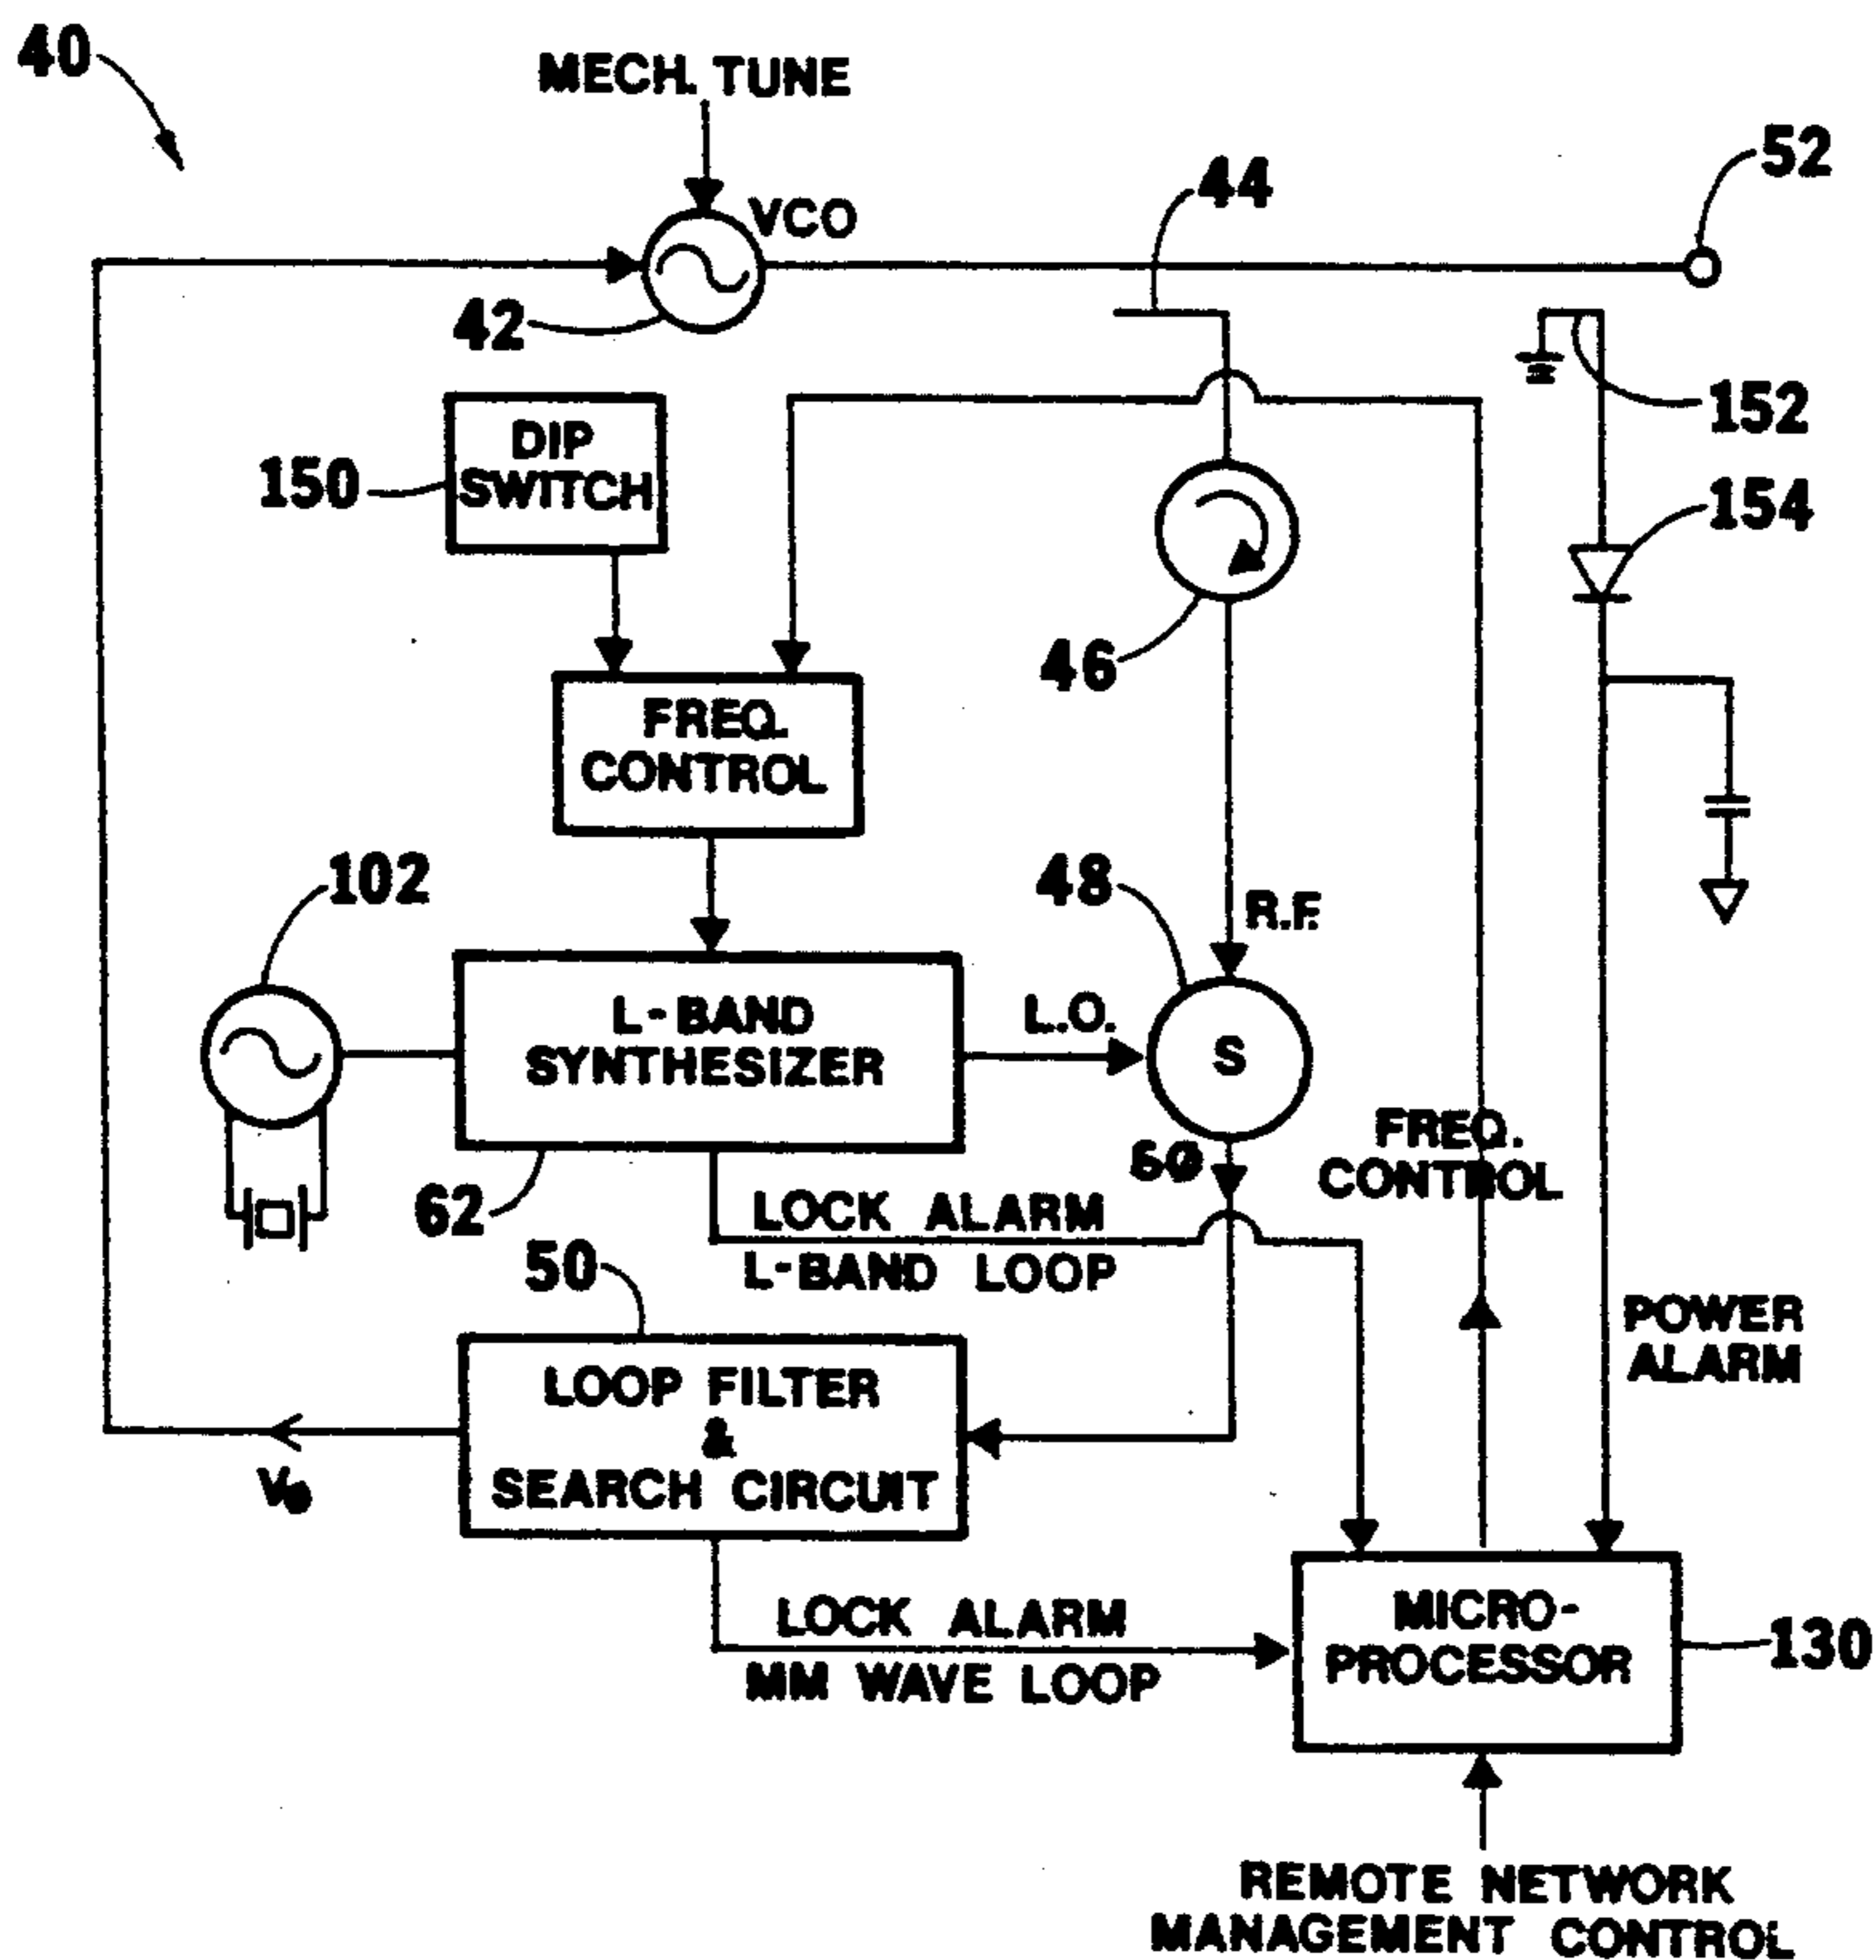 40
MECH. TUNE
52
44
VCO
42
152
DIP
SWITCH
150
154
46
FREQ.
CONTROL
102
48
R.F.
L-BAND
SYNTHESIZER
L.O.
S
FREQ.
CONTROL
62
LOCK ALARM
L-BAND LOOP
50
POWER
ALARM
LOOP FILTER
&
SEARCH CIRCUIT
LOCK ALARM
MM WAVE LOOP
MICRO-
PROCESSOR
130
REMOTE NETWORK
MANAGEMENT CONTROL